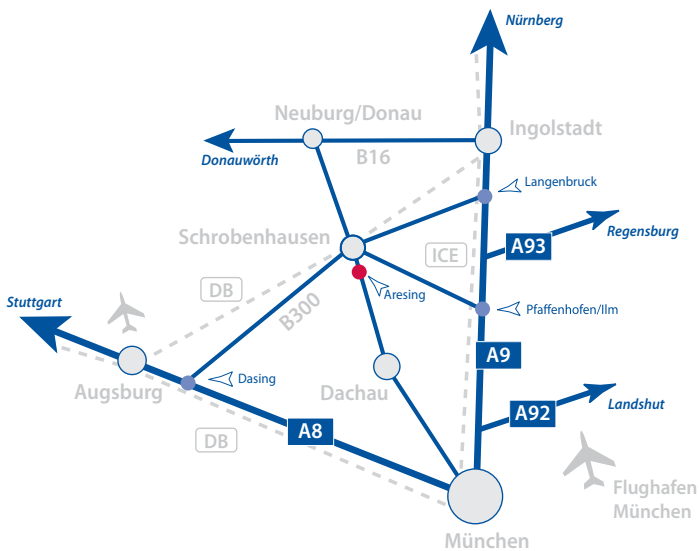 Nürnberg
Neuburg/Donau
Ingolstadt
Donauwörth
B16
Langenbruck
Schrobenhausen
ICE
A93
Regensburg
DB
Aresing
Stuttgart
B300
Pfaffenhofen/Ilm
A9
Augsburg
Dasing
Dachau
A92
Landshut
DB
A8
Flughafen
München
München